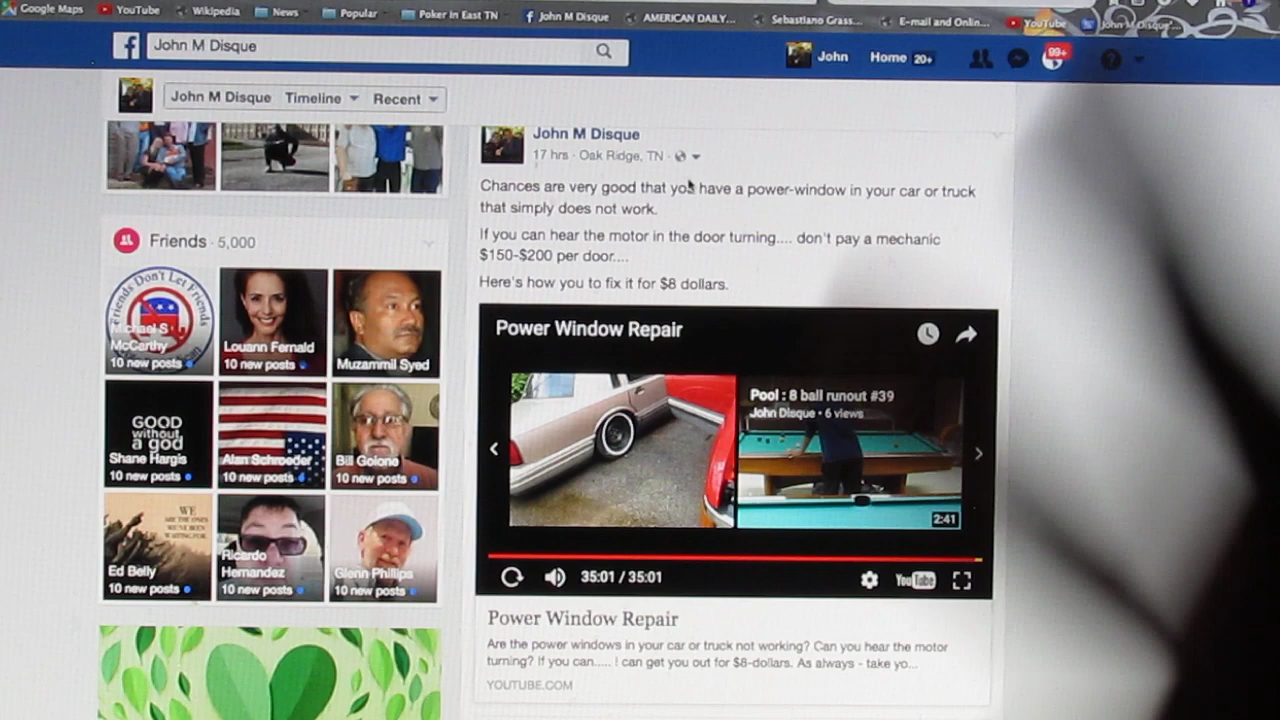 Google Maps YouTube Wikipedia News Popular Poker in East TN John M Disque AMERICAN DAILY... Sebastiano Grass... E-mail and Onlin... YouTube John M Disque'...
John M Disque
John Home 20+ 99+
John M Disque Timeline Recent
John M Disque
17 hrs · Oak Ridge, TN ·
Chances are very good that you have a power-window in your car or truck
that simply does not work.
If you can hear the motor in the door turning.... don't pay a mechanic
$150-$200 per door....
Here's how you to fix it for $8 dollars.
Friends · 5,000
Friends Don't Let Friends
Michael S
McCarthy
10 new posts
Louann Fernald
10 new posts
Muzammil Syed
GOOD
without
a god
Shane Hargis
10 new posts
Alan Schroeder
10 new posts
Bill Golona
10 new posts
WE
ARE THE ONES
WE'VE BEEN
WAITING FOR
Ed Belly
10 new posts
Ricardo
Hernandez
10 new posts
Glenn Phillips
10 new posts
Power Window Repair
Pool : 8 ball runout #39
John Disque • 6 views
2:41
35:01 / 35:01
YouTube
Power Window Repair
Are the power windows in your car or truck not working? Can you hear the motor
turning? If you can..... I can get you out for $8-dollars. As always - take yo...
YOUTUBE.COM